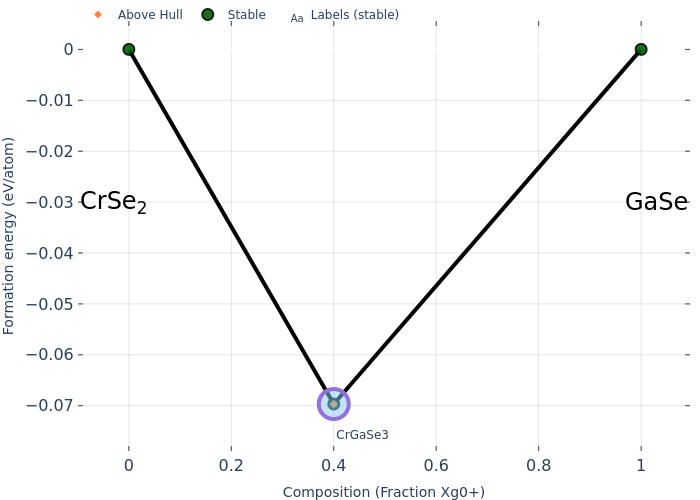 Above Hull
Stable
Aa Labels (stable)
0
−0.01
−0.02
−0.03
−0.04
−0.05
−0.06
−0.07
Formation energy (eV/atom)
CrSe₂
GaSe
CrGaSe3
0
0.2
0.4
0.6
0.8
1
Composition (Fraction Xg0+)